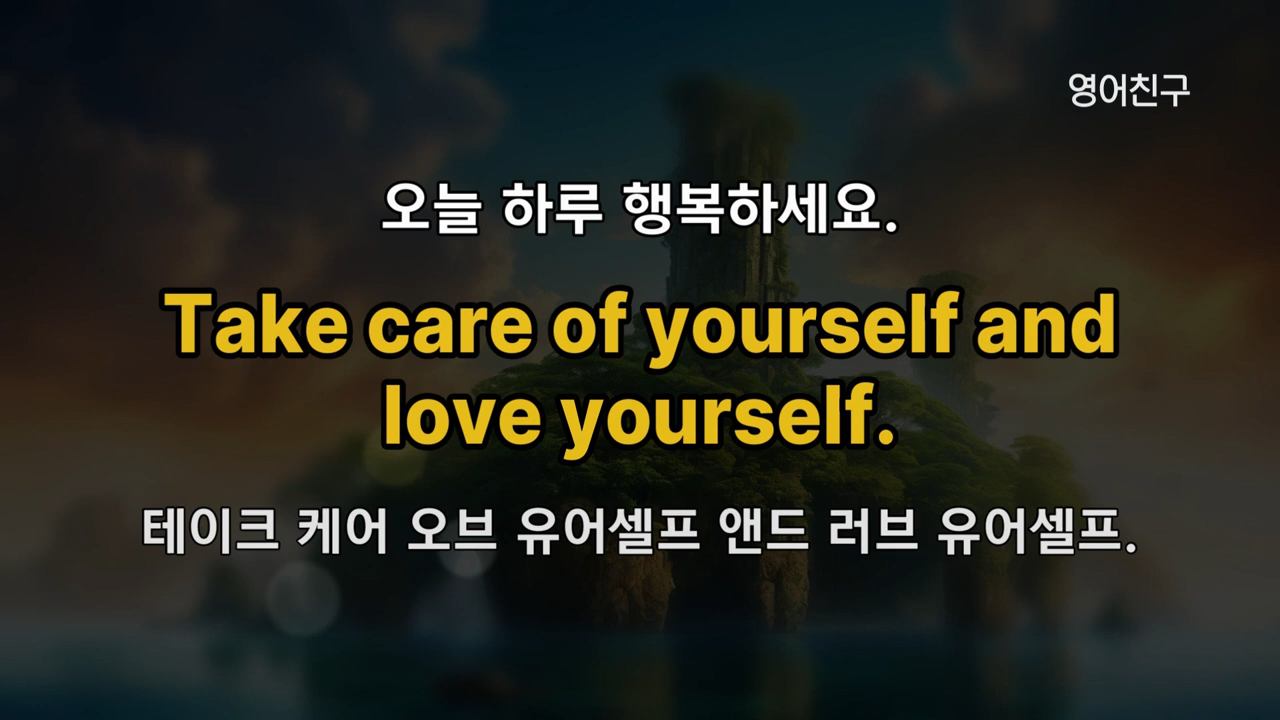 영어친구
오늘 하루 행복하세요.
Take care of yourself and
love yourself.
테이크 케어 오브 유어셀프 앤드 러브 유어셀프.